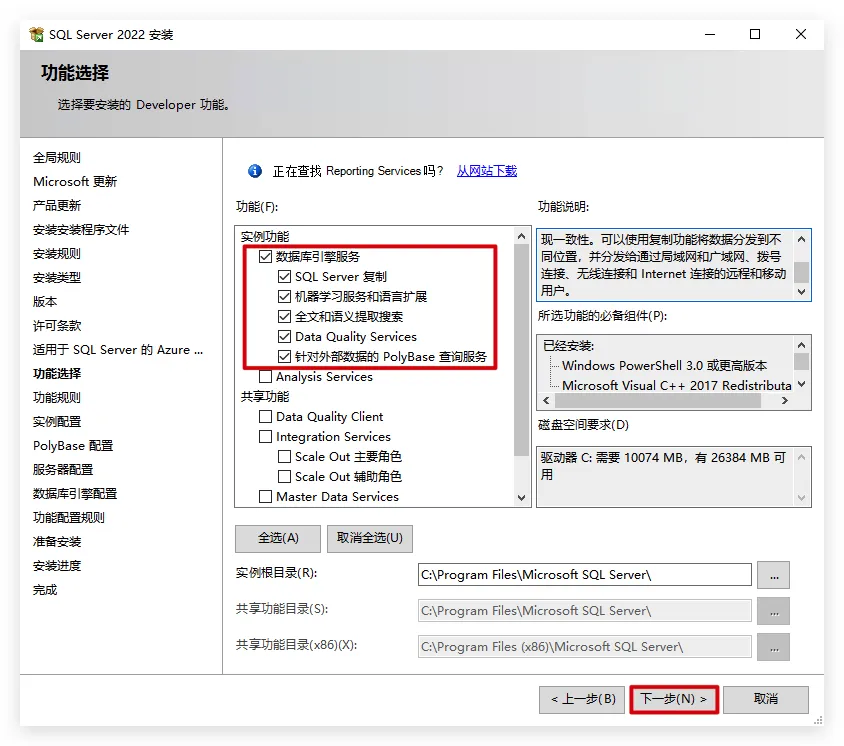 SQL Server 2022 安装
功能选择
选择要安装的 Developer 功能。
全局规则
Microsoft 更新
产品更新
安装安装程序文件
安装规则
安装类型
版本
许可条款
适用于 SQL Server 的 Azure ...
功能选择
功能规则
实例配置
PolyBase 配置
服务器配置
数据库引擎配置
功能配置规则
准备安装
安装进度
完成
正在查找 Reporting Services 吗? 从网站下载
功能(F):
实例功能
数据库引擎服务
SQL Server 复制
机器学习服务和语言扩展
全文和语义提取搜索
Data Quality Services
针对外部数据的 PolyBase 查询服务
Analysis Services
共享功能
Data Quality Client
Integration Services
Scale Out 主要角色
Scale Out 辅助角色
Master Data Services
功能说明:
现一致性。可以使用复制功能将数据分发到不
同位置，并分发给通过局域网和广域网、拨号
连接、无线连接和 Internet 连接的远程和移动
用户。
所选功能的必备组件(P):
已经安装:
Windows PowerShell 3.0 或更高版本
Microsoft Visual C++ 2017 Redistributa
磁盘空间要求(D)
驱动器 C: 需要 10074 MB，有 26384 MB 可
用
全选(A) 取消全选(U)
实例根目录(R): C:\Program Files\Microsoft SQL Server\ ...
共享功能目录(S): C:\Program Files\Microsoft SQL Server\ ...
共享功能目录(x86)(X): C:\Program Files (x86)\Microsoft SQL Server\ ...
< 上一步(B) 下一步(N) > 取消